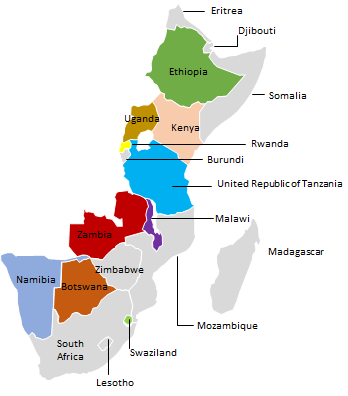 Eritrea
Djibouti
Ethiopia
Somalia
Uganda
Kenya
Rwanda
Burundi
United Republic of Tanzania
Malawi
Zambia
Madagascar
Zimbabwe
Namibia
Botswana
Mozambique
South
Africa
Swaziland
Lesotho